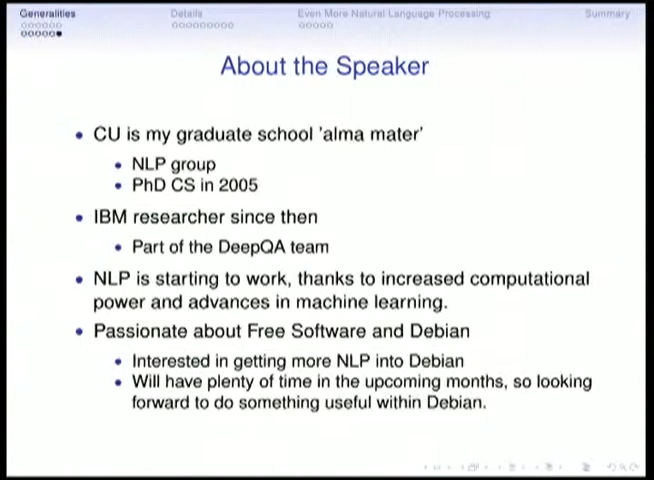 Generalities Details Even More Natural Language Processing Summary
About the Speaker
• CU is my graduate school 'alma mater'
• NLP group
• PhD CS in 2005
• IBM researcher since then
• Part of the DeepQA team
• NLP is starting to work, thanks to increased computational
power and advances in machine learning.
• Passionate about Free Software and Debian
• Interested in getting more NLP into Debian
• Will have plenty of time in the upcoming months, so looking
forward to do something useful within Debian.